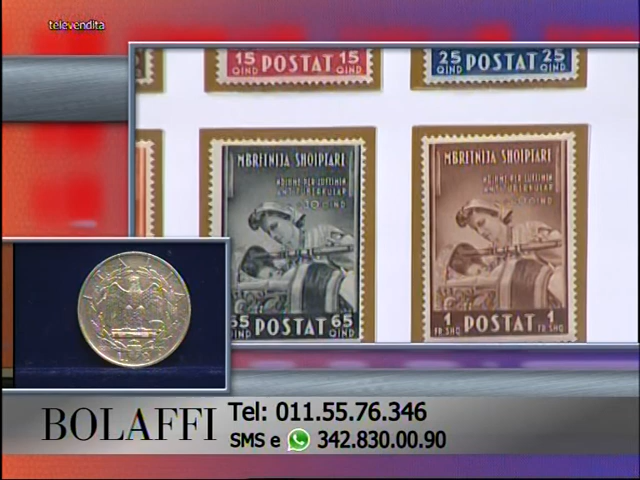 televendita
15 POSTAT 15
QIND QIND
25 POSTAT 25
QIND QIND
MBRETNIJA SHQIPTARE
MBRETNIJA SHQIPTARE
65 POSTAT 65
QIND QIND
1 POSTAT 1
FR. SHQ FR. SHQ
BOLAFFI
Tel: 011.55.76.346
SMS e 342.830.00.90